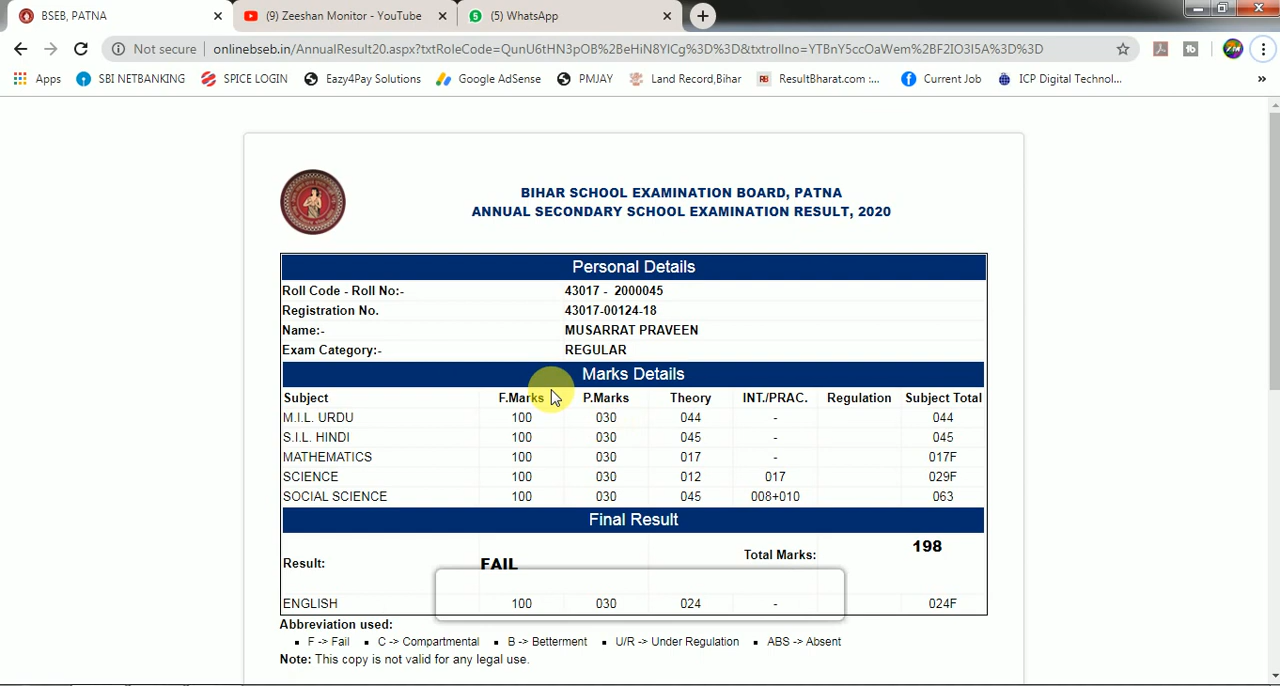 BSEB, PATNA
(9) Zeeshan Monitor - YouTube
(5) WhatsApp
Not secure onlinebseb.in/AnnualResult20.aspx?txtRoleCode=QunU6tHN3pOB%2BeHiN8YICg%3D%3D&txtrollno=YTBnY5ccOaWem%2BF2IO3I5A%3D%3D
Apps SBI NETBANKING SPICE LOGIN Eazy4Pay Solutions Google AdSense PMJAY Land Record,Bihar ResultBharat.com :... Current Job ICP Digital Technol... »
BIHAR SCHOOL EXAMINATION BOARD, PATNA
ANNUAL SECONDARY SCHOOL EXAMINATION RESULT, 2020
Personal Details
Roll Code - Roll No:- 43017 - 2000045
Registration No. 43017-00124-18
Name:- MUSARRAT PRAVEEN
Exam Category:- REGULAR
Marks Details
Subject F.Marks P.Marks Theory INT./PRAC. Regulation Subject Total
M.I.L. URDU 100 030 044 - 044
S.I.L. HINDI 100 030 045 - 045
MATHEMATICS 100 030 017 - 017F
SCIENCE 100 030 012 017 029F
SOCIAL SCIENCE 100 030 045 008+010 063
Final Result
Result: FAIL Total Marks: 198
ENGLISH 100 030 024 - 024F
Abbreviation used:
F -> Fail C -> Compartmental B -> Betterment U/R -> Under Regulation ABS -> Absent
Note: This copy is not valid for any legal use.